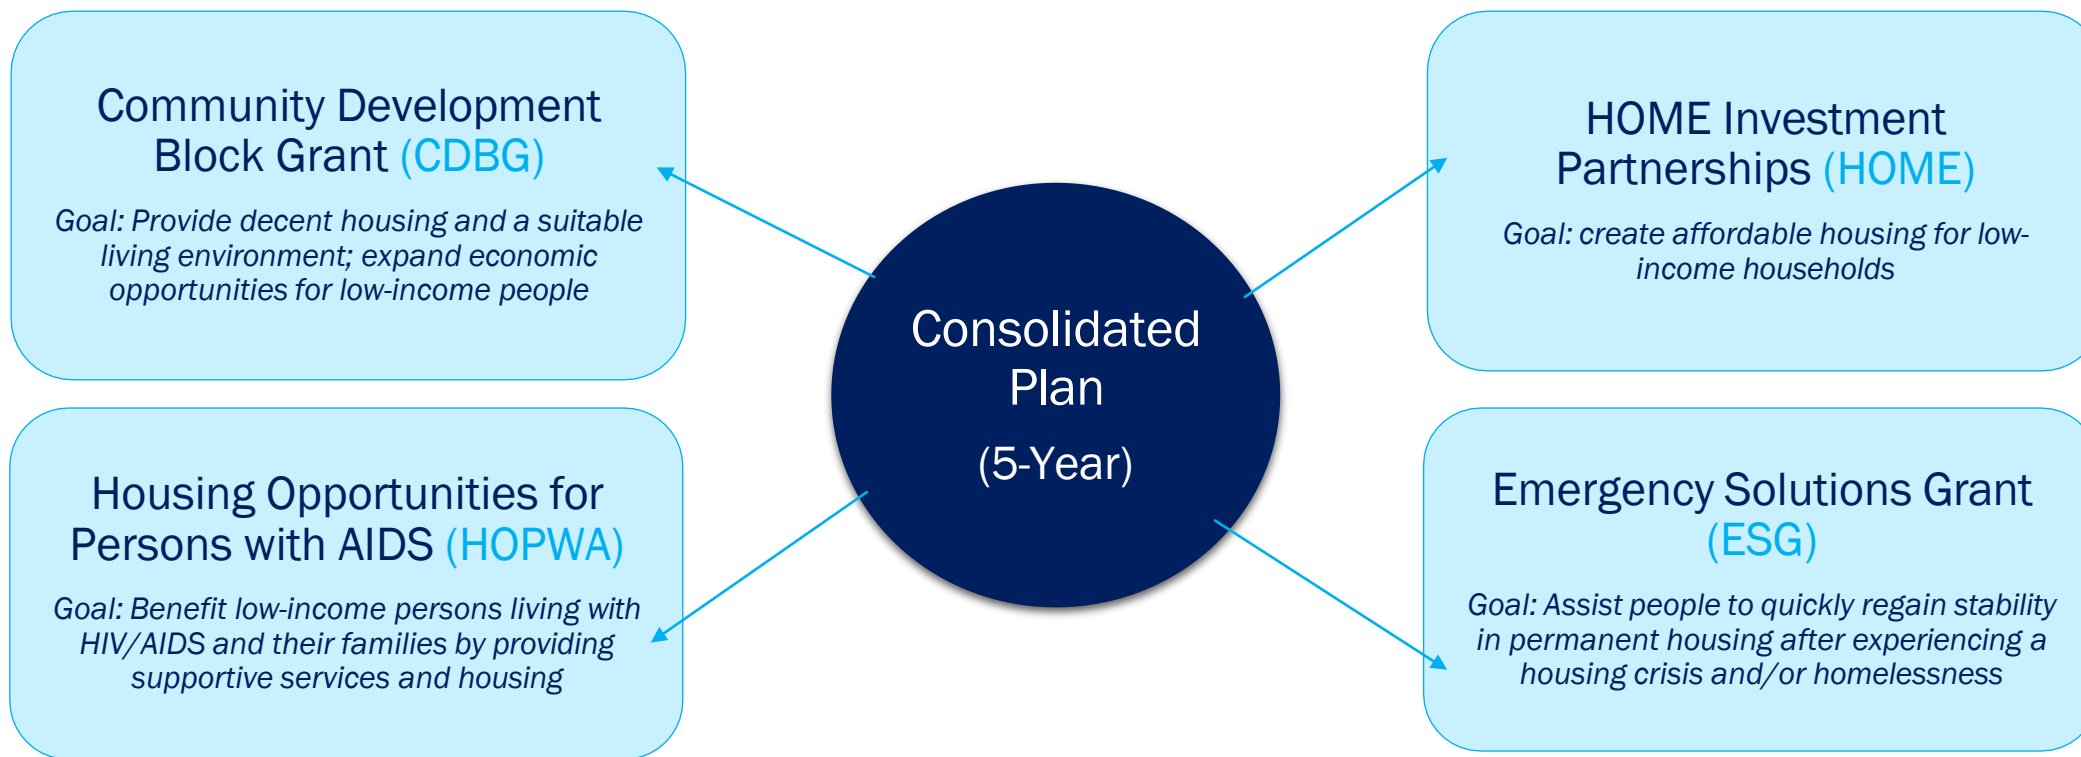 Community Development
Block Grant (CDBG)
Goal: Provide decent housing and a suitable
living environment; expand economic
opportunities for low-income people
HOME Investment
Partnerships (HOME)
Goal: create affordable housing for low-
income households
Consolidated
Plan
(5-Year)
Housing Opportunities for
Persons with AIDS (HOPWA)
Goal: Benefit low-income persons living with
HIV/AIDS and their families by providing
supportive services and housing
Emergency Solutions Grant
(ESG)
Goal: Assist people to quickly regain stability
in permanent housing after experiencing a
housing crisis and/or homelessness